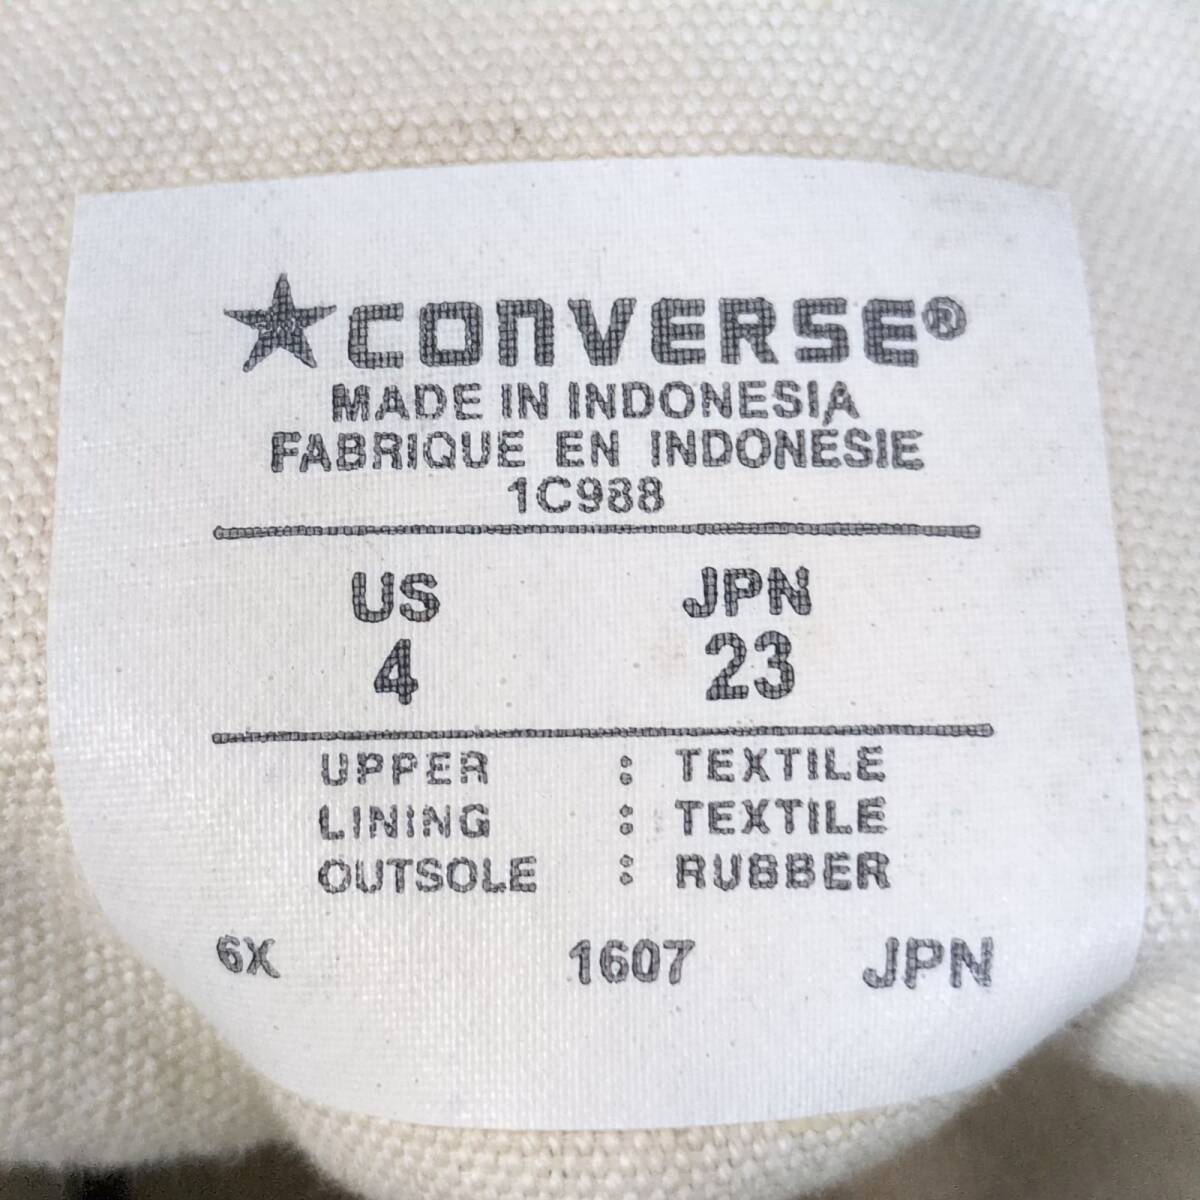 CONVERSE®
MADE IN INDONESIA
FABRIQUE EN INDONÉSIE
1C988
US JPN
4 23
UPPER : TEXTILE
LINING : TEXTILE
OUTSOLE : RUBBER
6X 1607 JPN